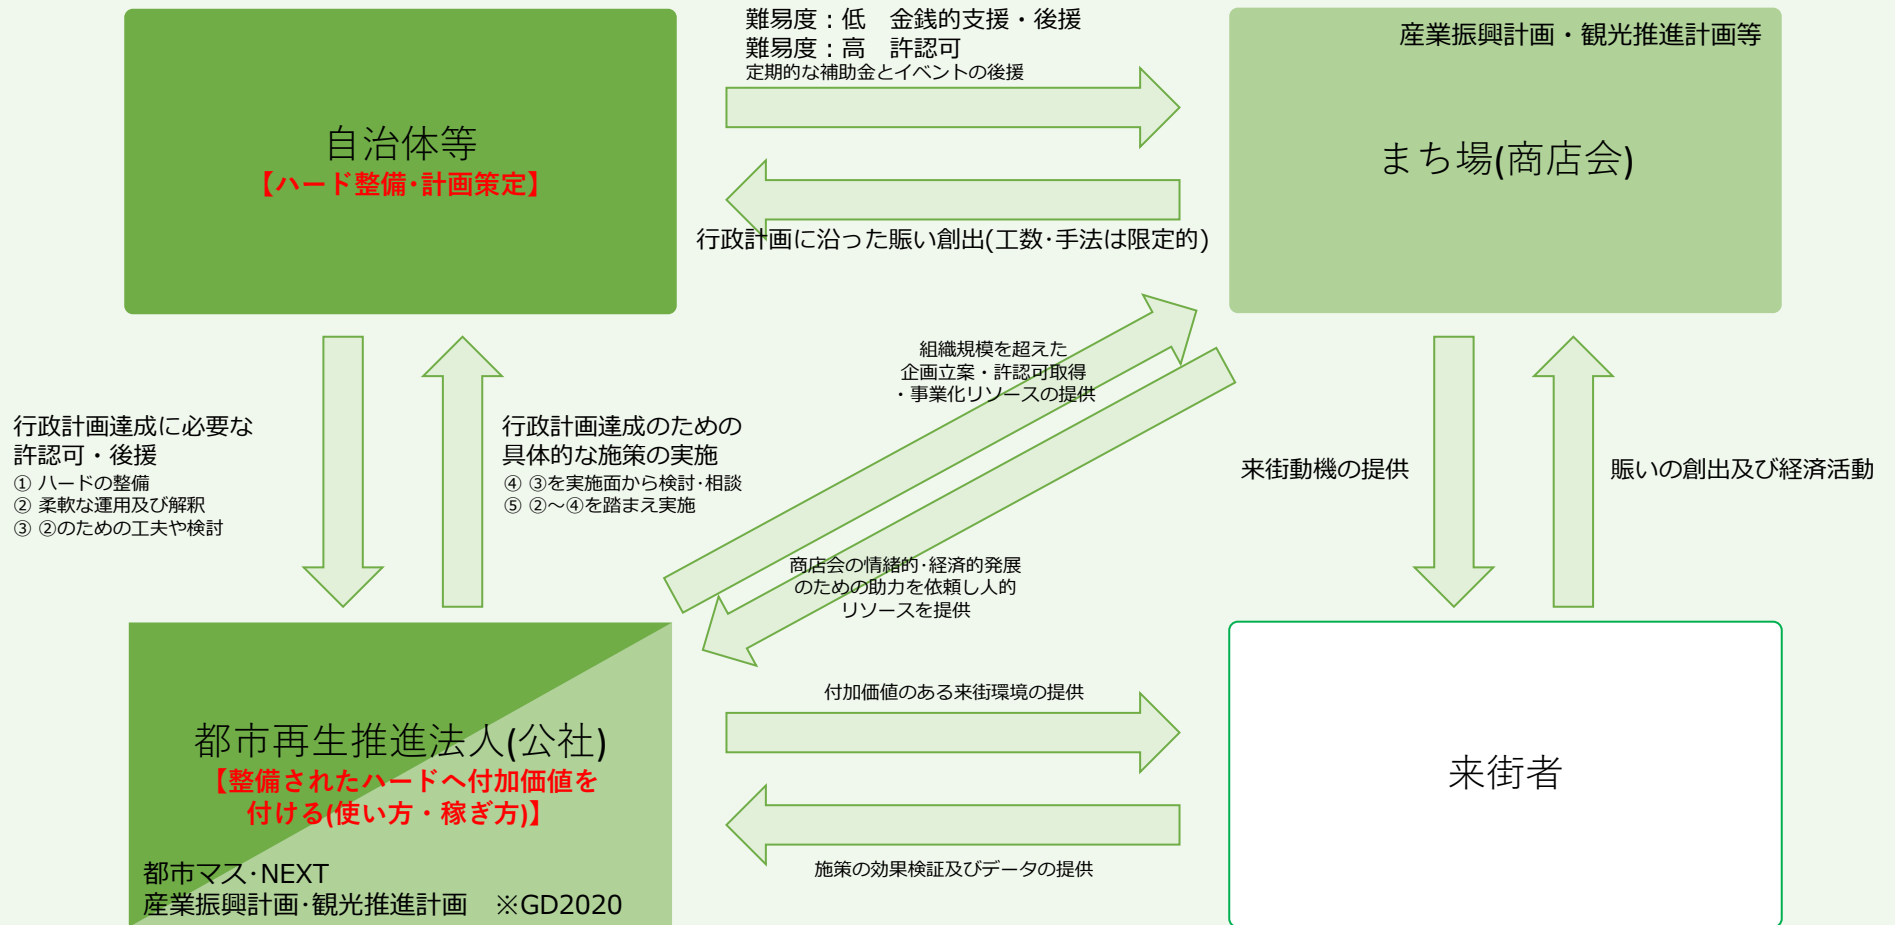 難易度：低　金銭的支援・後援
難易度：高　許認可
定期的な補助金とイベントの後援
産業振興計画・観光推進計画等
自治体等
【ハード整備･計画策定】
まち場(商店会)
行政計画に沿った賑い創出(工数･手法は限定的)
組織規模を超えた
企画立案・許認可取得
・事業化リソースの提供
行政計画達成に必要な
許認可・後援
① ハードの整備
② 柔軟な運用及び解釈
③ ②のための工夫や検討
行政計画達成のための
具体的な施策の実施
④ ③を実施面から検討･相談
⑤ ②～④を踏まえ実施
来街動機の提供
賑いの創出及び経済活動
商店会の情緒的･経済的発展
のための助力を依頼し人的
リソースを提供
付加価値のある来街環境の提供
都市再生推進法人(公社)
【整備されたハードへ付加価値を
付ける(使い方・稼ぎ方)】
来街者
施策の効果検証及びデータの提供
都市マス･NEXT
産業振興計画･観光推進計画　※GD2020